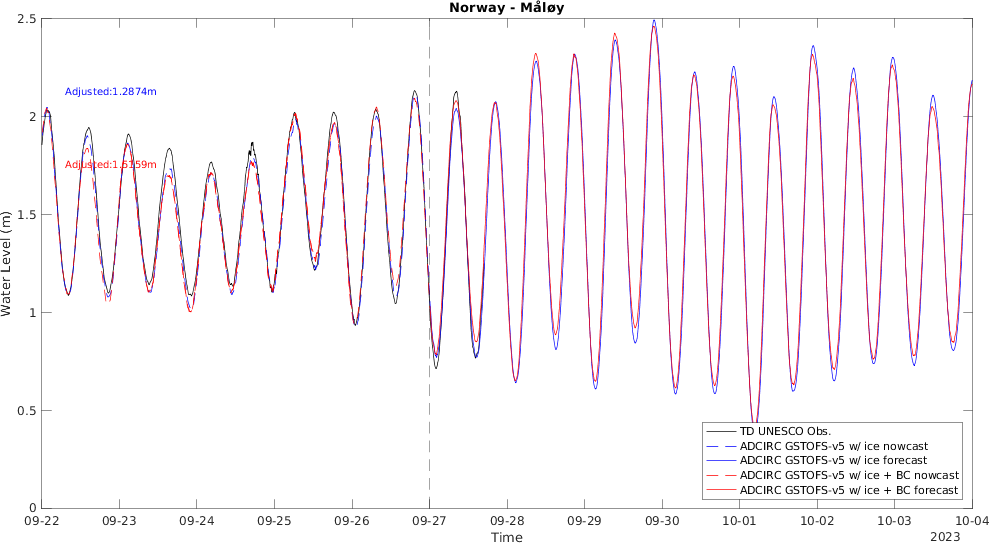 Norway - Måløy
2.5
2
1.5
1
0.5
0
Water Level (m)
Adjusted:1.2874m
Adjusted:1.5159m
TD UNESCO Obs.
ADCIRC GSTOFS-v5 w/ ice nowcast
ADCIRC GSTOFS-v5 w/ ice forecast
ADCIRC GSTOFS-v5 w/ ice + BC nowcast
ADCIRC GSTOFS-v5 w/ ice + BC forecast
09-22 09-23 09-24 09-25 09-26 09-27 09-28 09-29 09-30 10-01 10-02 10-03 10-04
Time
2023